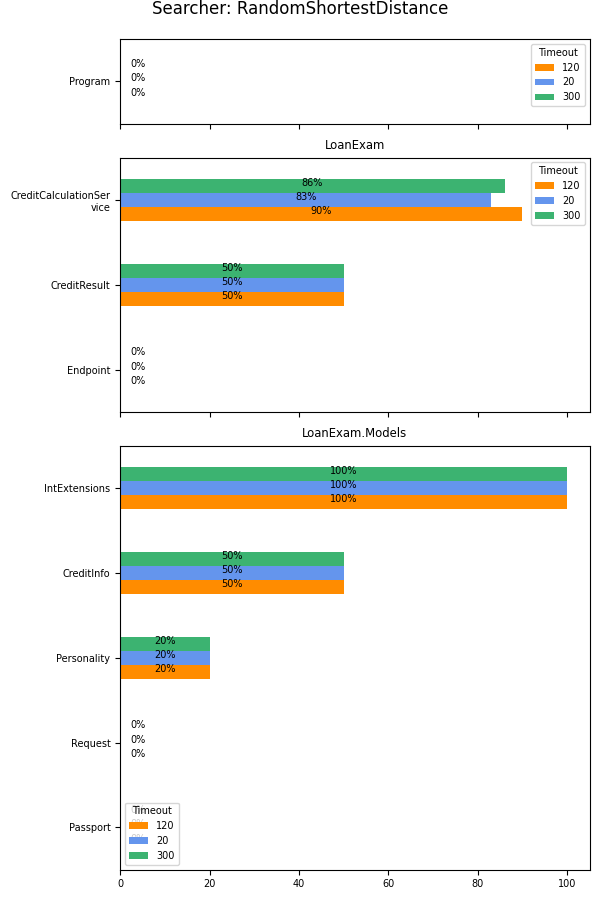 Searcher: RandomShortestDistance
Program
0%
0%
0%
Timeout
120
20
300
LoanExam
CreditCalculationSer
vice
86%
83%
90%
Timeout
120
20
300
CreditResult
50%
50%
50%
Endpoint
0%
0%
0%
LoanExam.Models
IntExtensions
100%
100%
100%
CreditInfo
50%
50%
50%
Personality
20%
20%
20%
Request
0%
0%
0%
Passport
Timeout
120
20
300
0 20 40 60 80 100